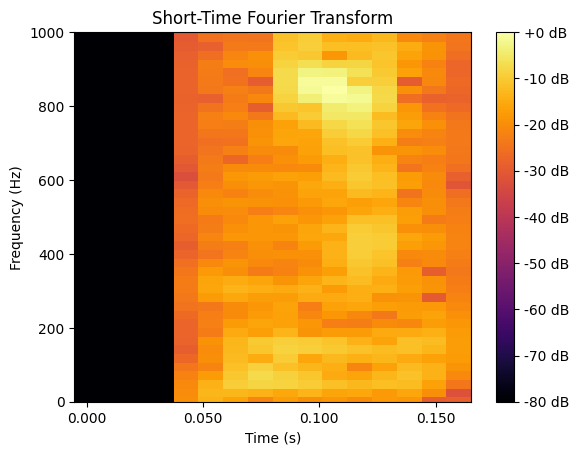 Short-Time Fourier Transform
1000
800
600
400
200
0
Frequency (Hz)
0.000
0.050
0.100
0.150
Time (s)
+0 dB
-10 dB
-20 dB
-30 dB
-40 dB
-50 dB
-60 dB
-70 dB
-80 dB